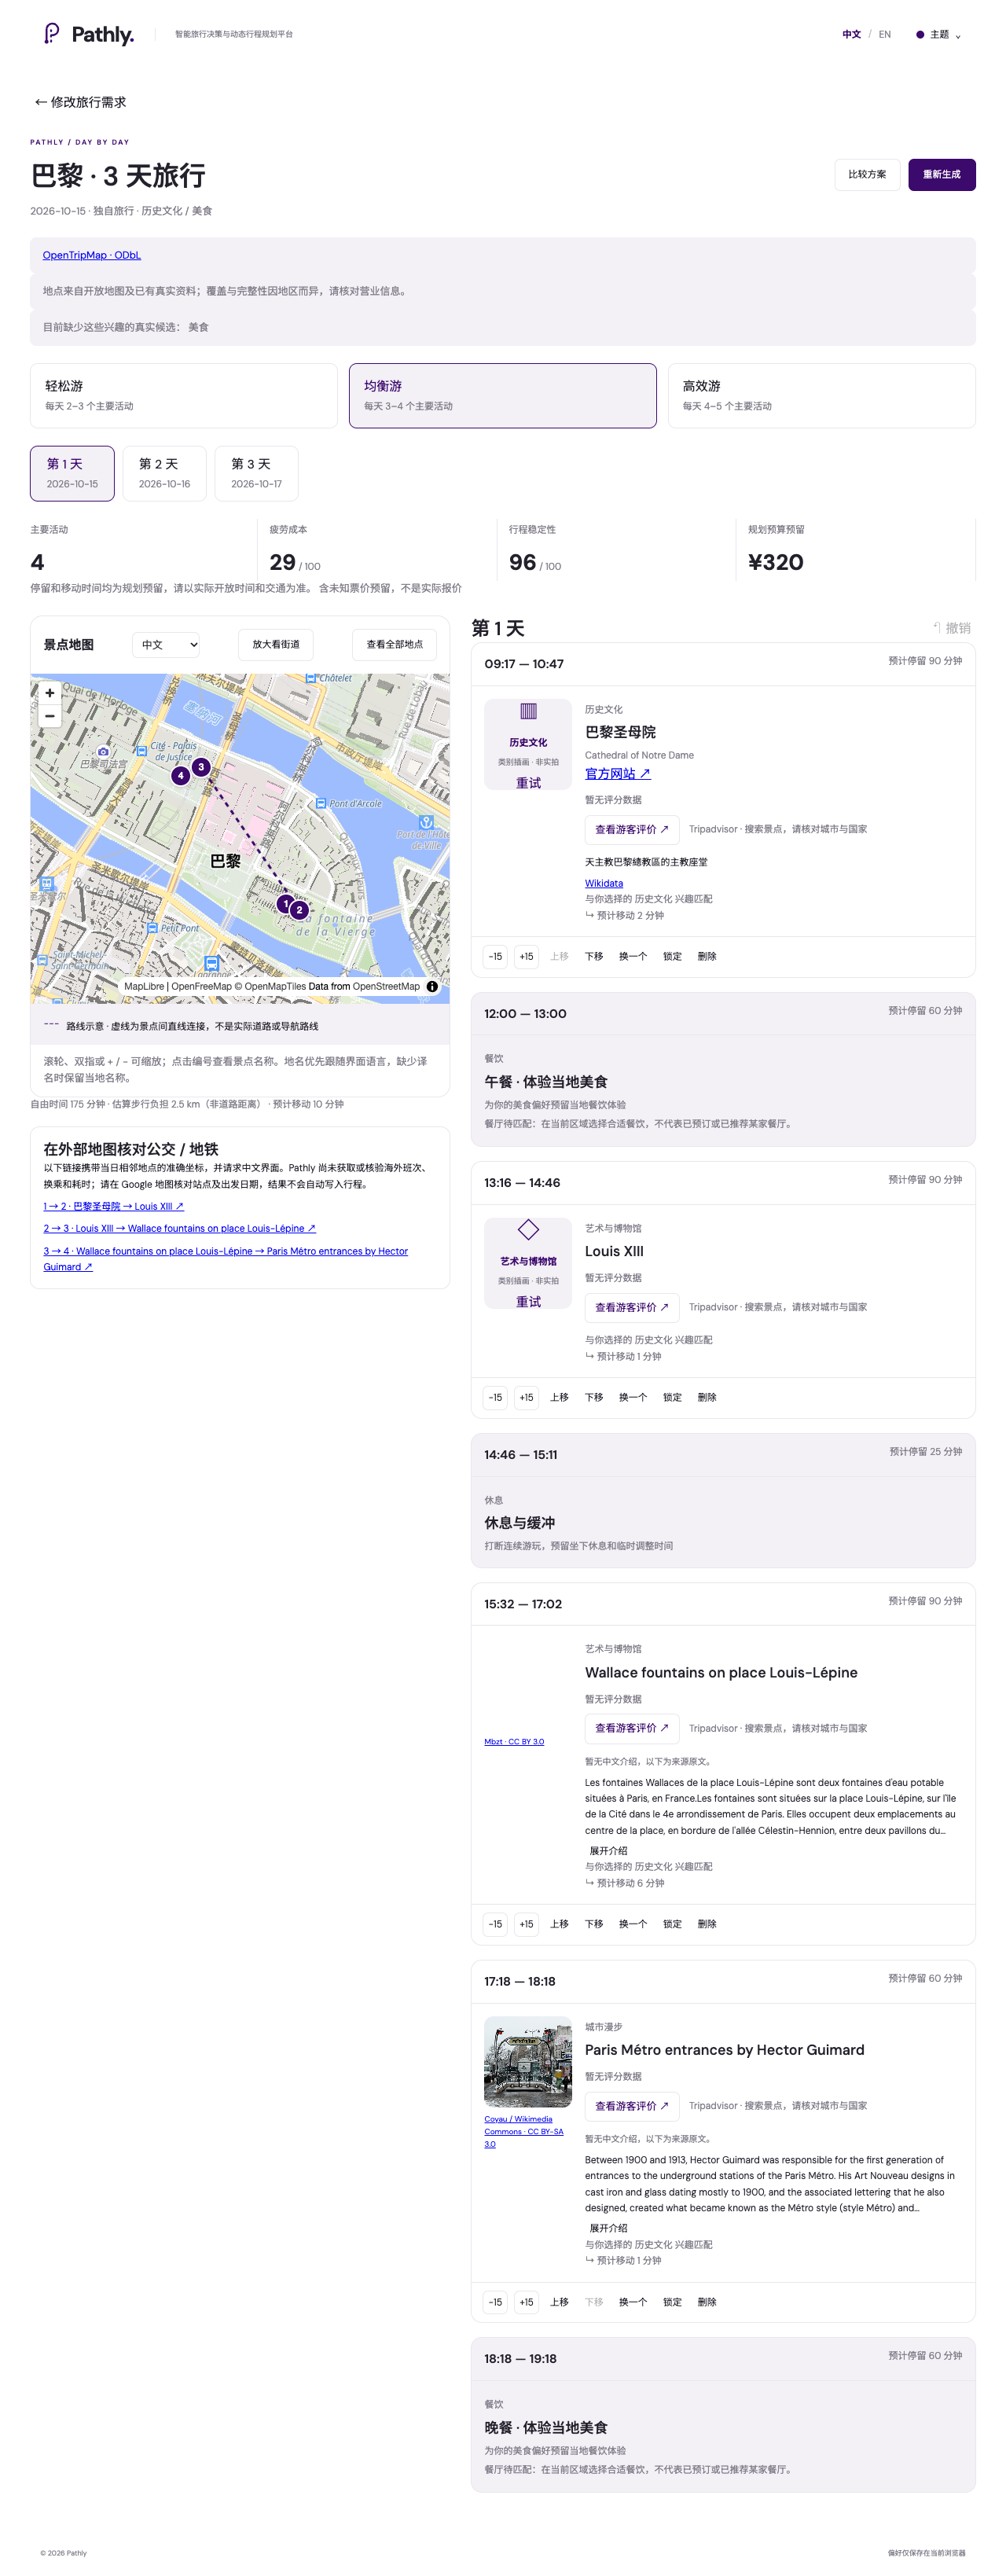 Pathly.
智能旅行决策与动态行程规划平台
中文 / EN
主题
← 修改旅行需求
PATHLY / DAY BY DAY
巴黎 · 3 天旅行
比较方案
重新生成
2026-10-15 · 独自旅行 · 历史文化 / 美食
OpenTripMap · ODbL
地点来自开放地图及已有真实资料；覆盖与完整性因地区而异，请核对营业信息。
目前缺少这些兴趣的真实候选： 美食
轻松游
每天 2–3 个主要活动
均衡游
每天 3–4 个主要活动
高效游
每天 4–5 个主要活动
第 1 天
2026-10-15
第 2 天
2026-10-16
第 3 天
2026-10-17
主要活动
4
疲劳成本
29 / 100
行程稳定性
96 / 100
规划预算预留
¥320
停留和移动时间均为规划预留，请以实际开放时间和交通为准。 含未知票价预留，不是实际报价
景点地图
中文
放大看街道
查看全部地点
+
−
Quai de l'Horloge
兑换桥
塞纳河
圣母桥
Châtelet
Rue de Lobau
市政厅堤岸
Cité - Palais
de Justice
巴黎司法宫
3
4
Pont d'Arcole
Port de l'Hôtel
de-Ville
巴黎
圣米歇尔
1
2
la fontaine
de la Vierge
Petit Pont
Saint-Michel -
Saint-Germain
MapLibre | OpenFreeMap © OpenMapTiles Data from OpenStreetMap
--- 路线示意 · 虚线为景点间直线连接，不是实际道路或导航路线
滚轮、双指或 + / − 可缩放；点击编号查看景点名称。地名优先跟随界面语言，缺少译
名时保留当地名称。
自由时间 175 分钟 · 估算步行负担 2.5 km（非道路距离） · 预计移动 10 分钟
在外部地图核对公交 / 地铁
以下链接携带当日相邻地点的准确坐标，并请求中文界面。Pathly 尚未获取或核验海外班次、
换乘和时刻；请在 Google 地图核对站点及出发日期，结果不会自动写入行程。
1 → 2 · 巴黎圣母院 → Louis XIII ↗
2 → 3 · Louis XIII → Wallace fountains on place Louis-Lépine ↗
3 → 4 · Wallace fountains on place Louis-Lépine → Paris Métro entrances by Hector
Guimard ↗
第 1 天
撤销
09:17 — 10:47
预计停留 90 分钟
历史文化
类别插画 · 非实拍
重试
历史文化
巴黎圣母院
Cathedral of Notre Dame
官方网站 ↗
暂无评分数据
查看游客评价 ↗
Tripadvisor · 搜索景点，请核对城市与国家
天主教巴黎總教區的主教座堂
Wikidata
与你选择的 历史文化 兴趣匹配
↳ 预计移动 2 分钟
−15 +15 上移 下移 换一个 锁定 删除
12:00 — 13:00
预计停留 60 分钟
餐饮
午餐 · 体验当地美食
为你的美食偏好预留当地餐饮体验
餐厅待匹配：在当前区域选择合适餐饮，不代表已预订或已推荐某家餐厅。
13:16 — 14:46
预计停留 90 分钟
艺术与博物馆
类别插画 · 非实拍
重试
艺术与博物馆
Louis XIII
暂无评分数据
查看游客评价 ↗
Tripadvisor · 搜索景点，请核对城市与国家
与你选择的 历史文化 兴趣匹配
↳ 预计移动 1 分钟
−15 +15 上移 下移 换一个 锁定 删除
14:46 — 15:11
预计停留 25 分钟
休息
休息与缓冲
打断连续游玩，预留坐下休息和临时调整时间
15:32 — 17:02
预计停留 90 分钟
Mbzt · CC BY 3.0
艺术与博物馆
Wallace fountains on place Louis-Lépine
暂无评分数据
查看游客评价 ↗
Tripadvisor · 搜索景点，请核对城市与国家
暂无中文介绍，以下为来源原文。
Les fontaines Wallaces de la place Louis-Lépine sont deux fontaines d'eau potable
situées à Paris, en France.Les fontaines sont situées sur la place Louis-Lépine, sur l'île
de la Cité dans le 4e arrondissement de Paris. Elles occupent deux emplacements au
centre de la place, en bordure de l'allée Célestin-Hennion, entre deux pavillons du…
展开介绍
与你选择的 历史文化 兴趣匹配
↳ 预计移动 6 分钟
−15 +15 上移 下移 换一个 锁定 删除
17:18 — 18:18
预计停留 60 分钟
Coyau / Wikimedia
Commons · CC BY-SA
3.0
城市漫步
Paris Métro entrances by Hector Guimard
暂无评分数据
查看游客评价 ↗
Tripadvisor · 搜索景点，请核对城市与国家
暂无中文介绍，以下为来源原文。
Between 1900 and 1913, Hector Guimard was responsible for the first generation of
entrances to the underground stations of the Paris Métro. His Art Nouveau designs in
cast iron and glass dating mostly to 1900, and the associated lettering that he also
designed, created what became known as the Métro style (style Métro) and…
展开介绍
与你选择的 历史文化 兴趣匹配
↳ 预计移动 1 分钟
−15 +15 上移 下移 换一个 锁定 删除
18:18 — 19:18
预计停留 60 分钟
餐饮
晚餐 · 体验当地美食
为你的美食偏好预留当地餐饮体验
餐厅待匹配：在当前区域选择合适餐饮，不代表已预订或已推荐某家餐厅。
© 2026 Pathly
偏好仅保存在当前浏览器